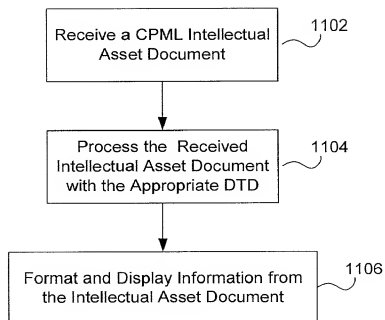 Receive a CPML Intellectual
Asset Document
1102
Process the Received
Intellectual Asset Document
with the Appropriate DTD
1104
Format and Display Information from
the Intellectual Asset Document
1106